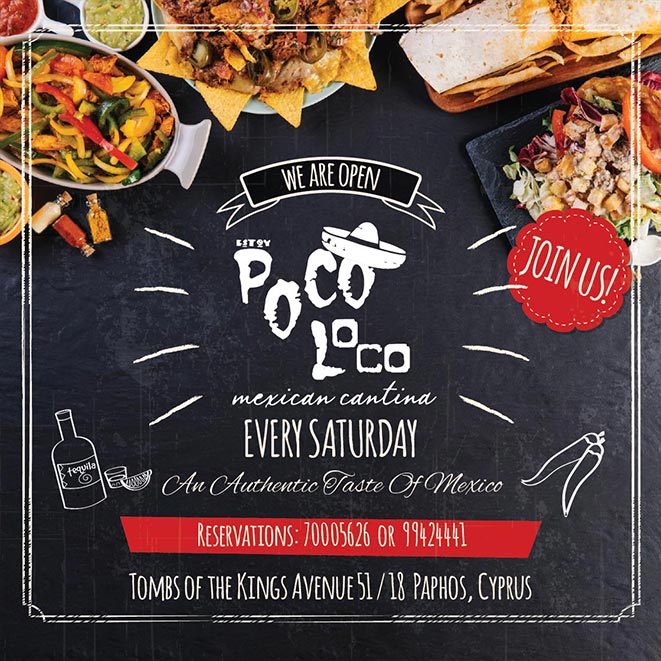 WE ARE OPEN
ESTOY
POCO
LOCO
mexican cantina
JOIN US!
EVERY SATURDAY
tequila
An Authentic Taste Of Mexico
RESERVATIONS: 70005626 OR 99424441
TOMBS OF THE KINGS AVENUE 51 / 18 PAPHOS, CYPRUS